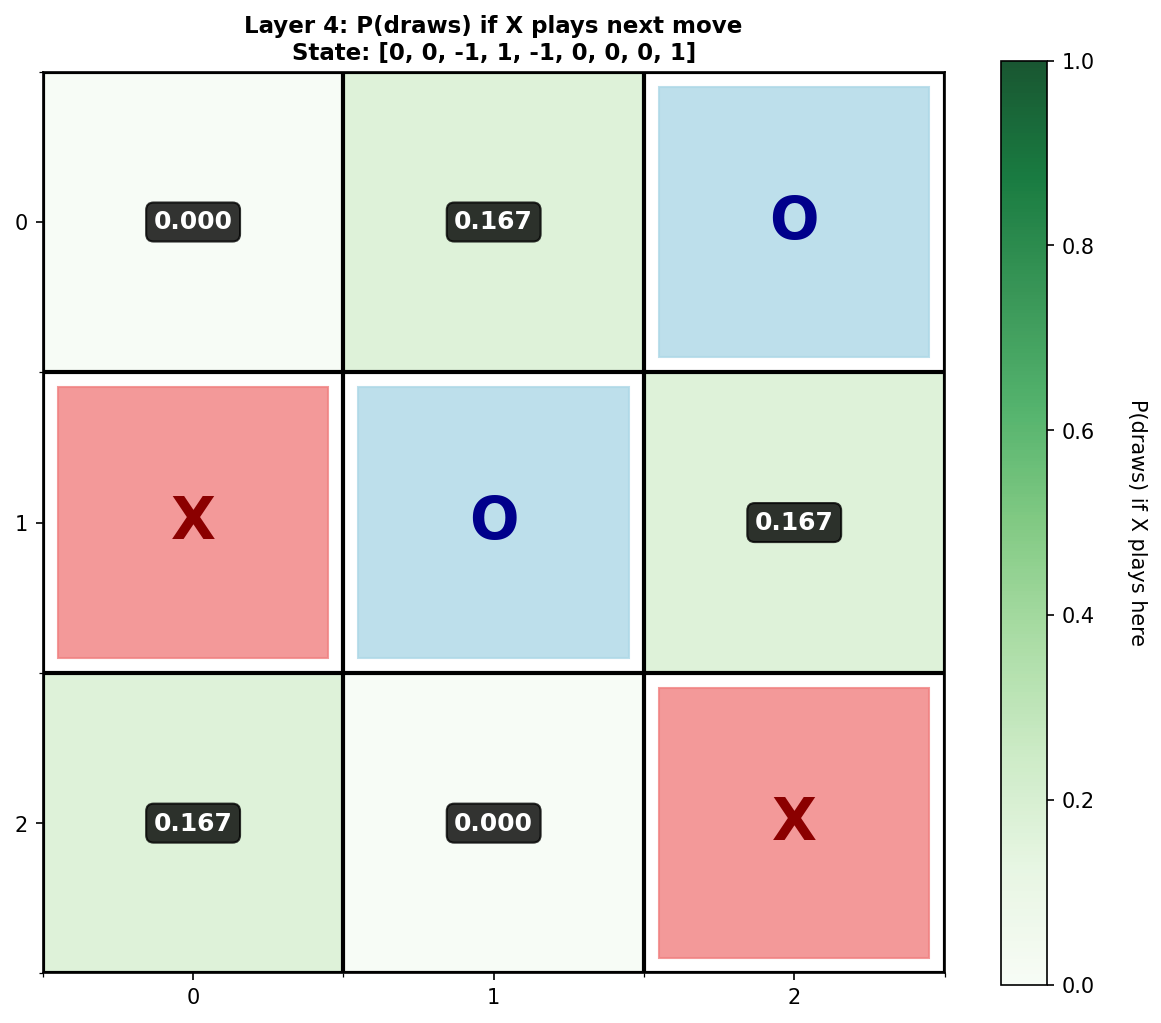 Layer 4: P(draws) if X plays next move
State: [0, 0, -1, 1, -1, 0, 0, 0, 1]
0.000
0.167
O
X
O
0.167
0.167
0.000
X
0
1
2
0
1
2
1.0
0.8
0.6
0.4
0.2
0.0
P(draws) if X plays here